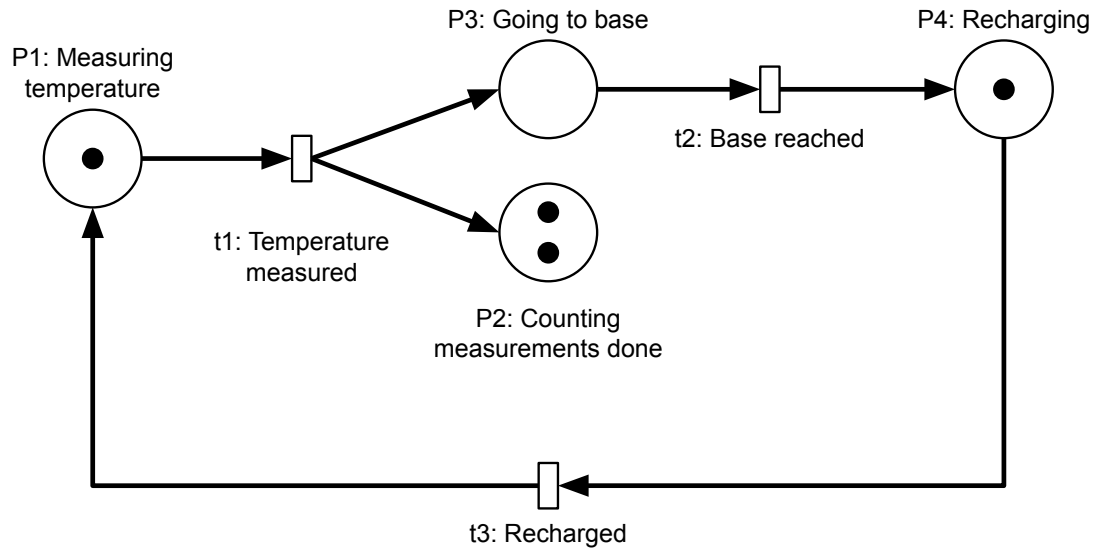 P3: Going to base
P4: Recharging
P1: Measuring
temperature
t2: Base reached
t1: Temperature
measured
P2: Counting
measurements done
t3: Recharged